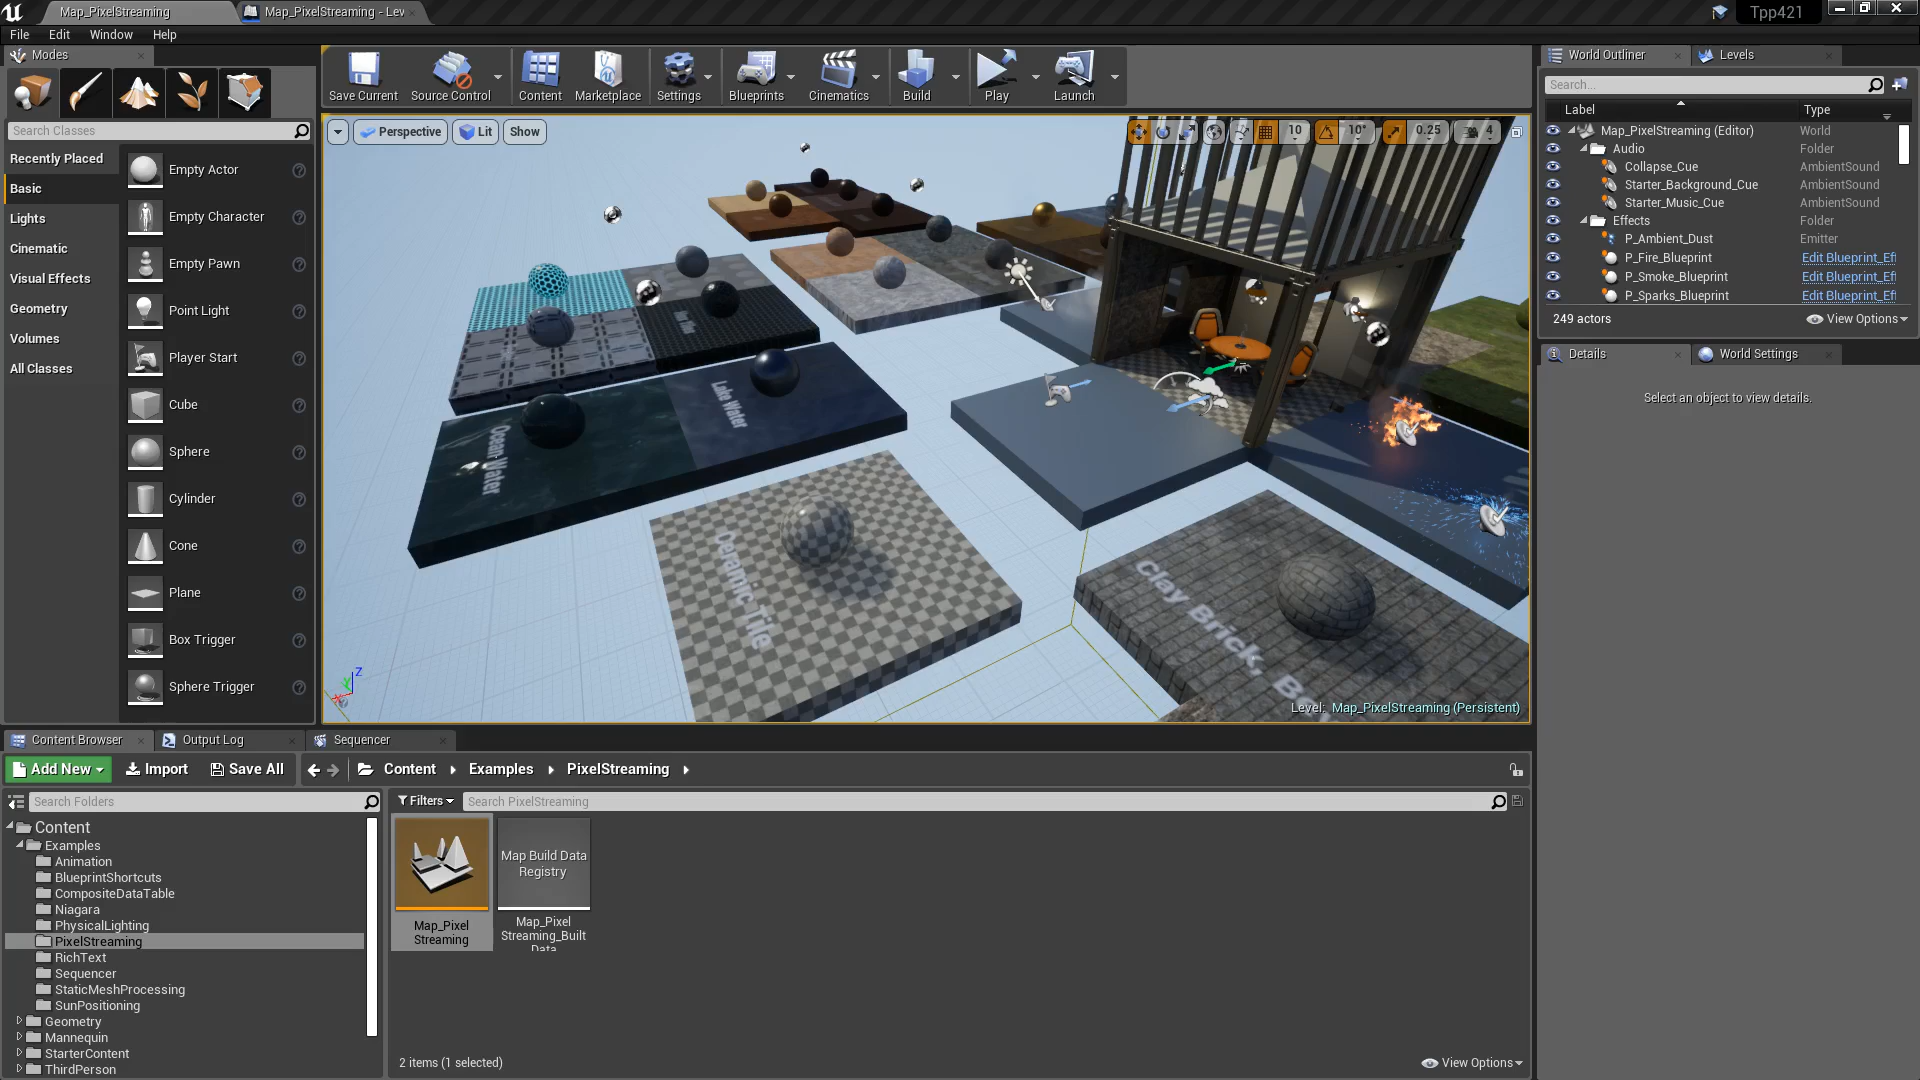 Map_PixelStreaming
Map_PixelStreaming - Lev
Tpp421
File Edit Window Help
Modes
Search Classes
Recently Placed
Basic
Lights
Cinematic
Visual Effects
Geometry
Volumes
All Classes
Empty Actor
Empty Character
Empty Pawn
Point Light
Player Start
Cube
Sphere
Cylinder
Cone
Plane
Box Trigger
Sphere Trigger
Save Current Source Control Content Marketplace Settings Blueprints Cinematics Build Play Launch
Perspective Lit Show
10 10° 0.25 4
Lake Water
Ocean Water
Ceramic Tile
Clay Brick,
Level: Map_PixelStreaming (Persistent)
World Outliner Levels
Search...
Label Type
Map_PixelStreaming (Editor) World
Audio Folder
Collapse_Cue AmbientSound
Starter_Background_Cue AmbientSound
Starter_Music_Cue AmbientSound
Effects Folder
P_Ambient_Dust Emitter
P_Fire_Blueprint Edit Blueprint_Eff
P_Smoke_Blueprint Edit Blueprint_Eff
P_Sparks_Blueprint Edit Blueprint_Eff
249 actors View Options
Details World Settings
Select an object to view details.
Content Browser Output Log Sequencer
Add New Import Save All Content Examples PixelStreaming
Search Folders
Content
Examples
Animation
BlueprintShortcuts
CompositeDataTable
Niagara
PhysicalLighting
PixelStreaming
RichText
Sequencer
StaticMeshProcessing
SunPositioning
Geometry
Mannequin
StarterContent
ThirdPerson
Filters Search PixelStreaming
Map Build Data
Registry
Map_Pixel
Streaming
Map_Pixel
Streaming_Built
Data
2 items (1 selected) View Options